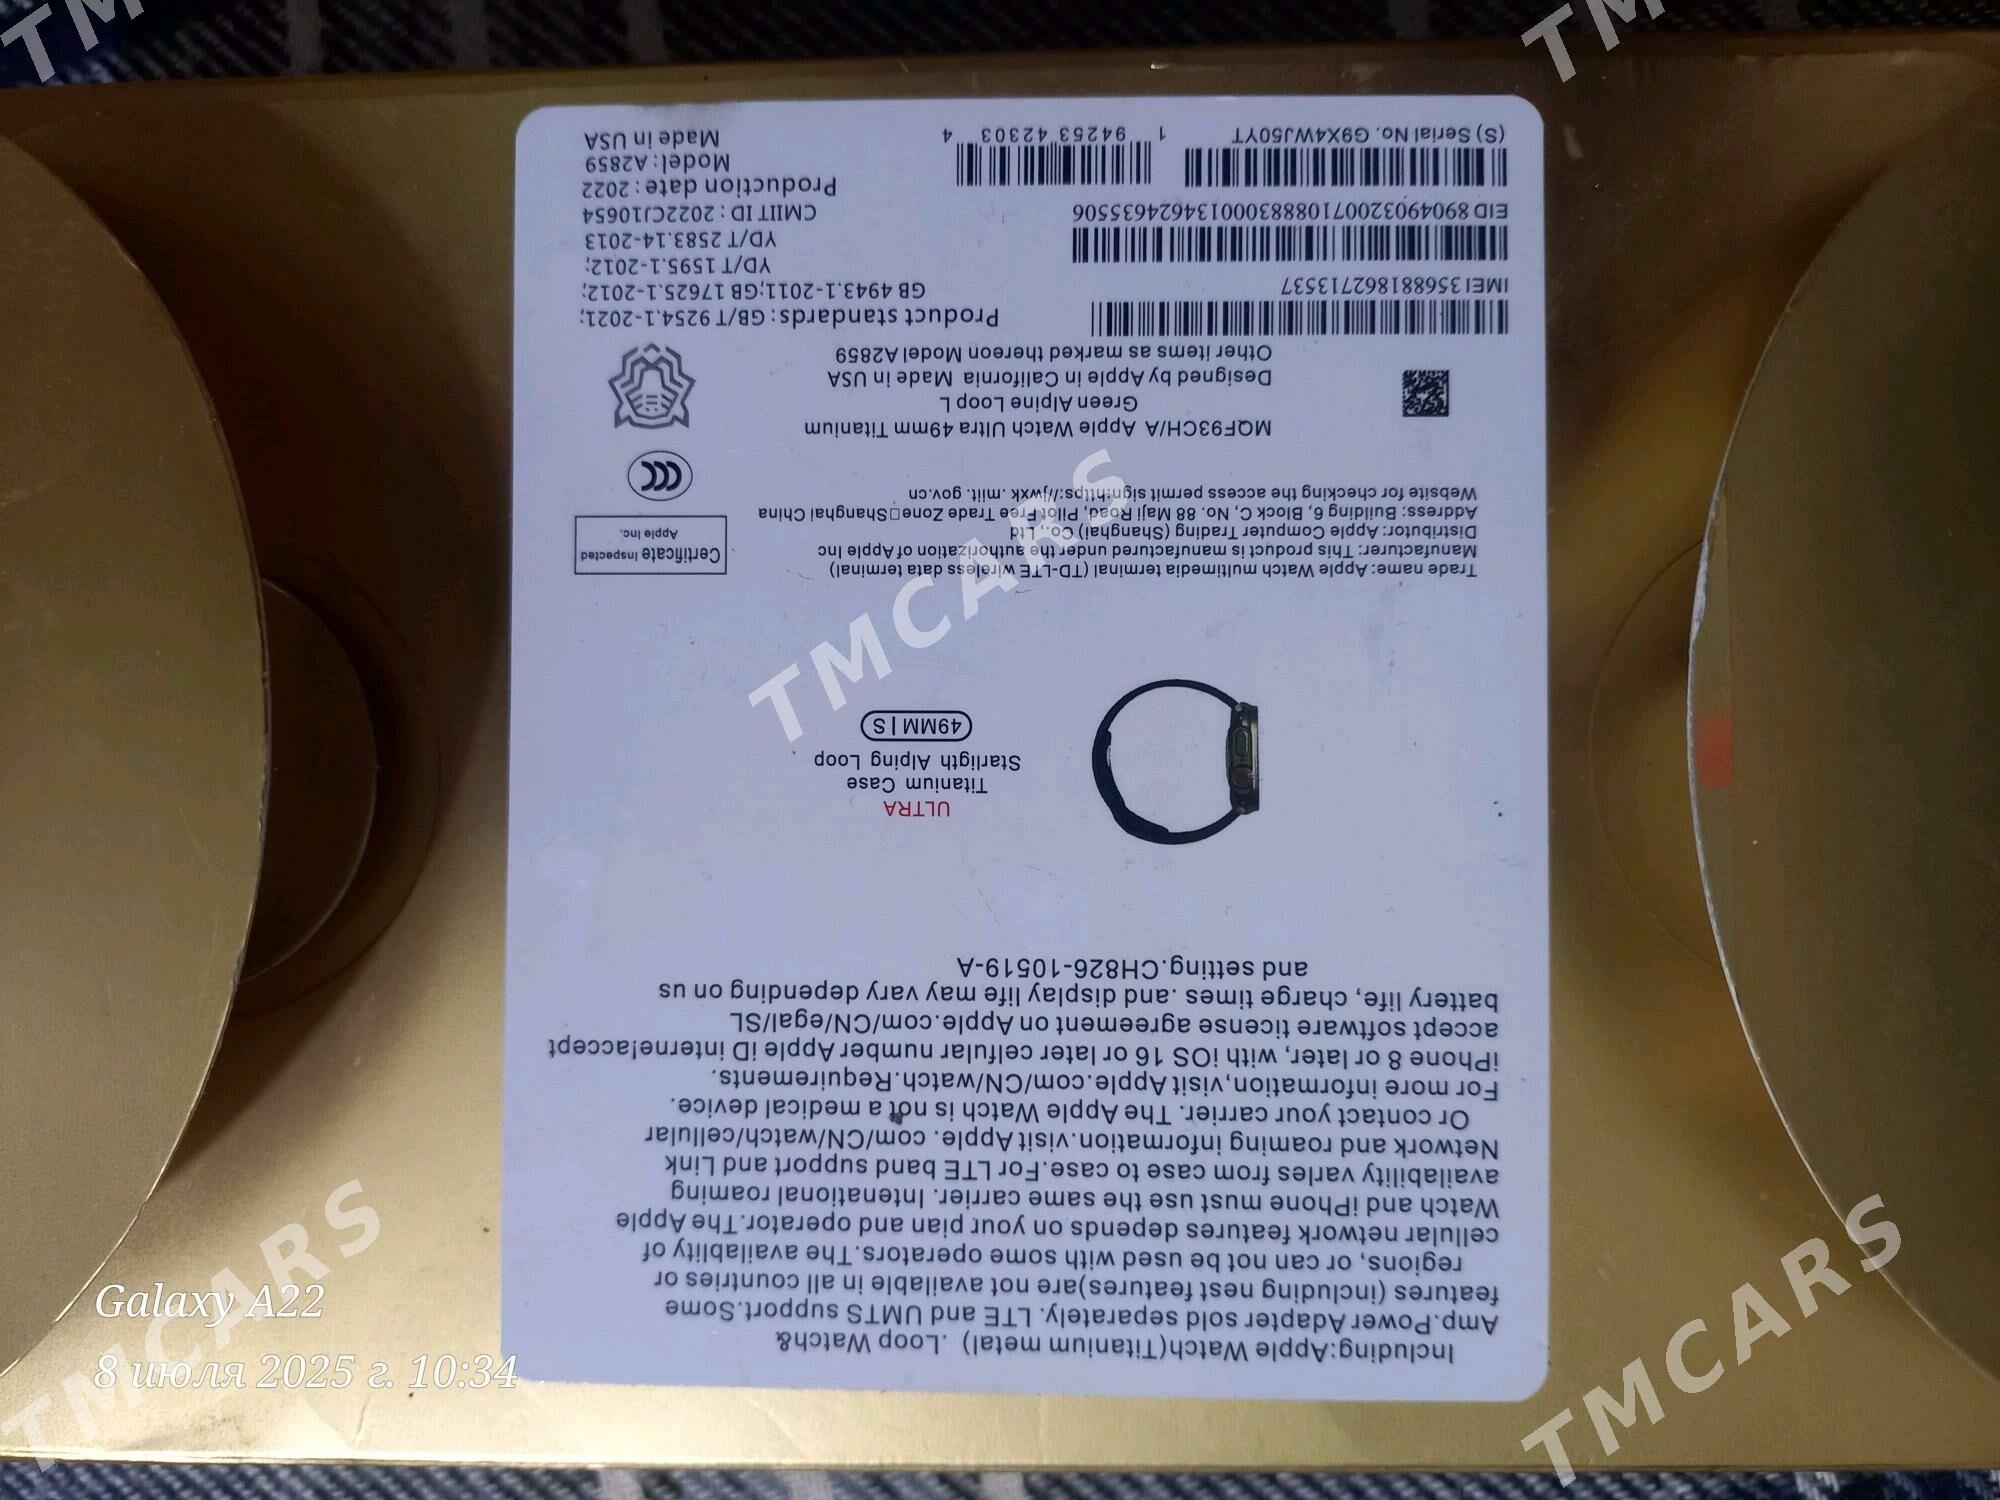 Including:Apple Watch(Titanium metal) .Loop Watch&
Amp.Power Adapter sold separately. LTE and UMTS support.Some
features (including nest features)are not available in all countries or
regions, or can not be used with some operators.The availability of
cellular network features depends on your pian and operator.The Apple
Watch and iPhone must use the same carrier. Intenational roaming
availability varies from case to case.For LTE band support and Link
Network and roaming information.visit Apple. com/CN/watch/cellular
Or contact your carrier. The Apple Watch is not a medical device.
For more information,visit Apple.com/CN/watch.Requirements.
iPhone 8 or later, with iOS 16 or later celfular number Apple iD interne!accept
accept software ticense agreement on Apple.com/CN/egal/SL
battery life, charge times .and display life may vary depending on us
and setting.CH826-10519-A
ULTRA
Titanium Case
Starligth Alping Loop
49MM|S
Trade name: Apple Watch multimedia terminal (TD-LTE wireless data terminal)
Manufacturer: This product is manufactured under the authorization of Apple Inc
Distributor: Apple Computer Trading (Shanghai) Co., Ltd
Address: Building 6, Block C, No. 88 Maji Road, Pilot Free Trade Zone□Shanghai China
Website for checking the access permit sign:https://jwxk .miit. gov.cn
Certificate Inspected
Apple Inc.
CCC
MQF93CH/A Apple Watch Ultra 49mm Titanium
Green Alpine Loop L
Designed by Apple in California Made in USA
Other items as marked thereon Model A2859
IMEI 356881862713537
EID 89049032007108883000134624635506
(S) Serial No. G9X4WJ50YT
1 94253 42303 4
Product standards: GB/T 9254.1-2021;
GB 4943.1-2011;GB 17625.1-2012;
YD/T 1595.1-2012;
YD/T 2583.14-2013
CMIIT ID : 2022CJ10654
Production date: 2022
Model: A2859
Made in USA
Galaxy A22
8 июля 2025 г. 10:34
TMCARS
TMCARS
TMCARS